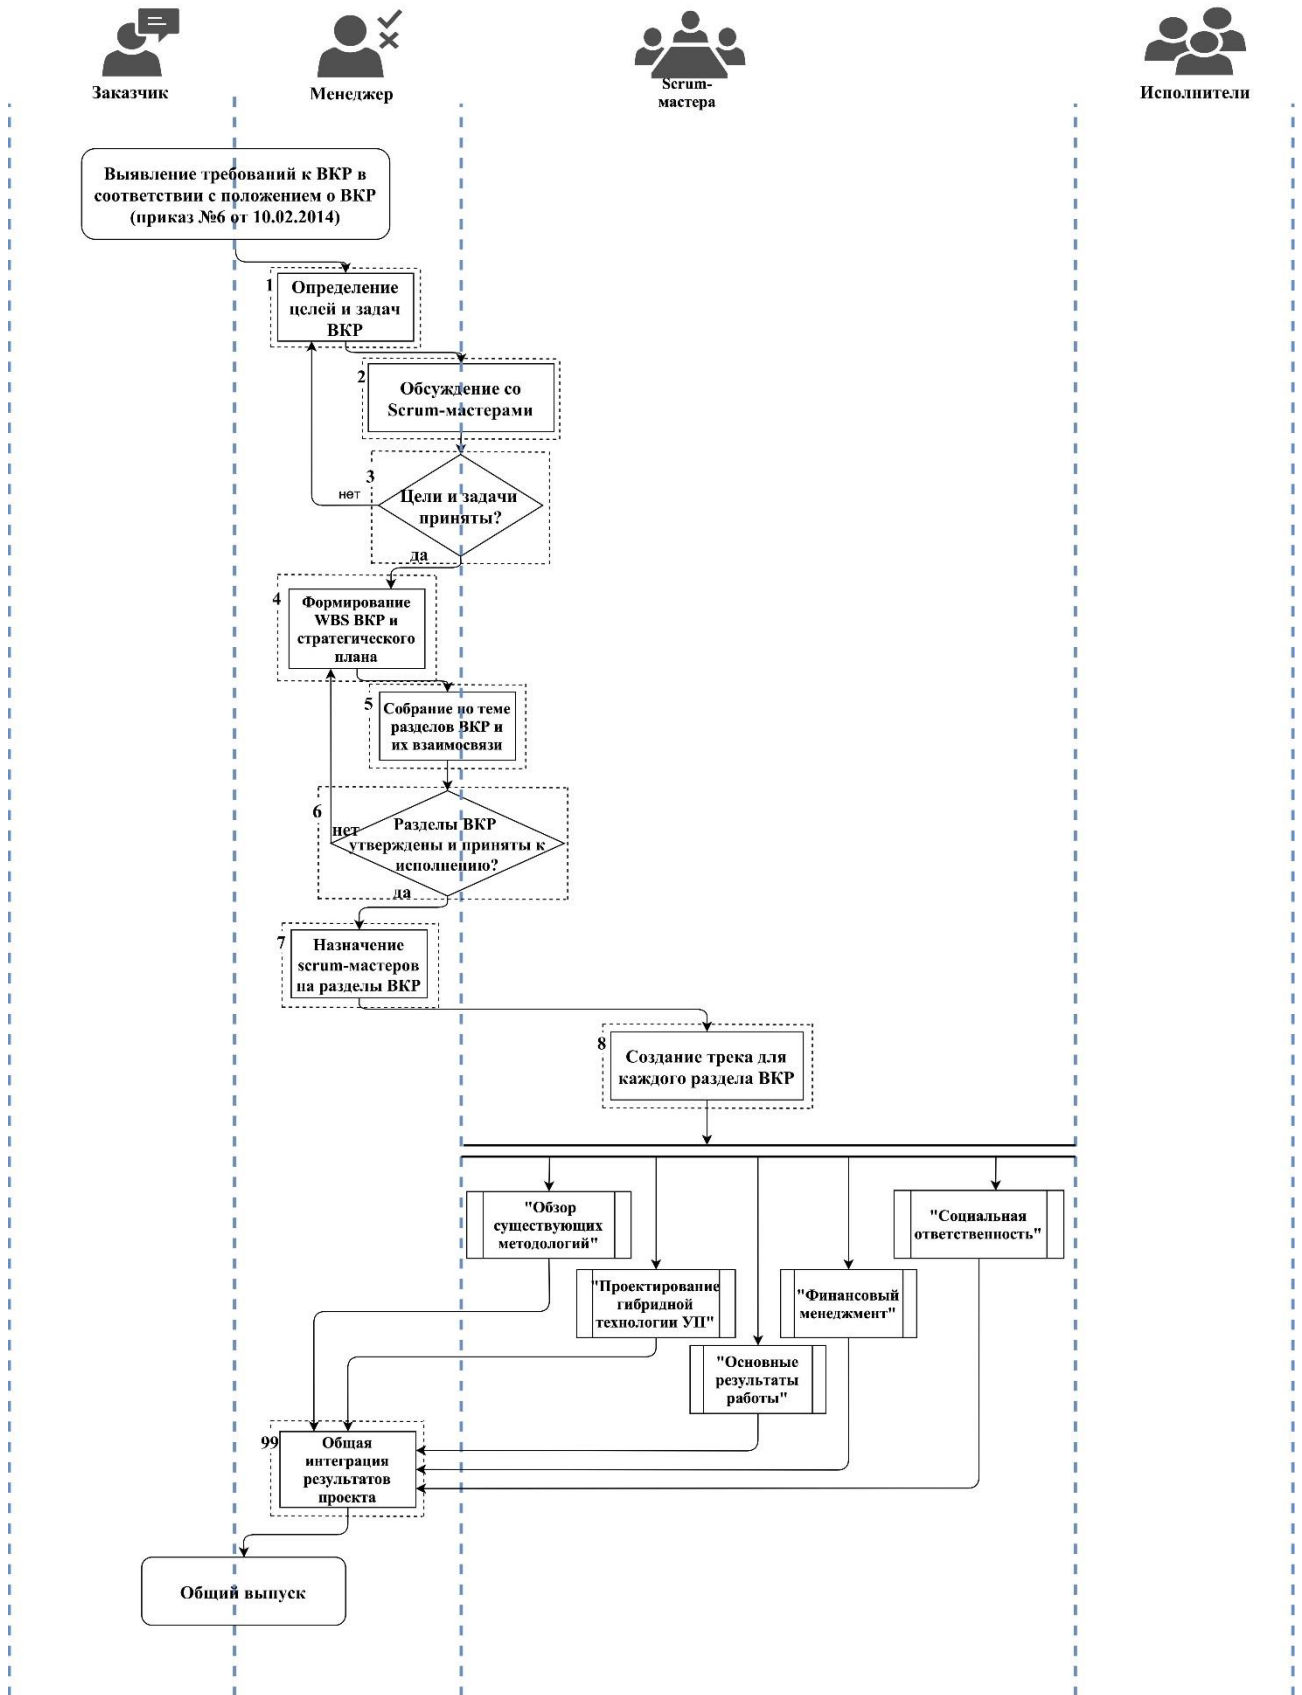 Заказчик
Менеджер
Scrum-
мастера
Исполнители
Выявление требований к ВКР в
соответствии с положением о ВКР
(приказ №6 от 10.02.2014)
1
Определение
целей и задач
ВКР
2
Обсуждение со
Scrum-мастерами
3
Цели и задачи
приняты?
нет
да
4
Формирование
WBS ВКР и
стратегического
плана
5
Собрание по теме
разделов ВКР и
их взаимосвязи
6
Разделы ВКР
утверждены и приняты к
исполнению?
нет
да
7
Назначение
scrum-мастеров
на разделы ВКР
8
Создание трека для
каждого раздела ВКР
"Обзор
существующих
методологий"
"Социальная
ответственность"
"Проектирование
гибридной
технологии УП"
"Финансовый
менеджмент"
"Основные
результаты
работы"
99
Общая
интеграция
результатов
проекта
Общий выпуск